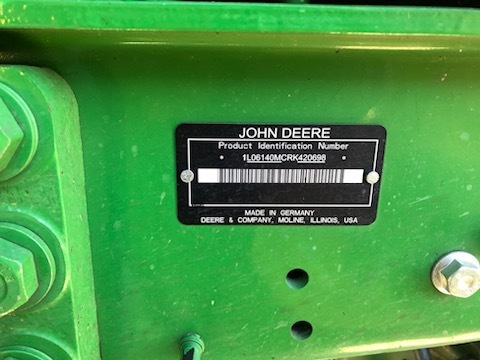 JOHN DEERE
Product Identification Number
1L06140MCRK420698
MADE IN GERMANY
DEERE & COMPANY, MOLINE, ILLINOIS, USA